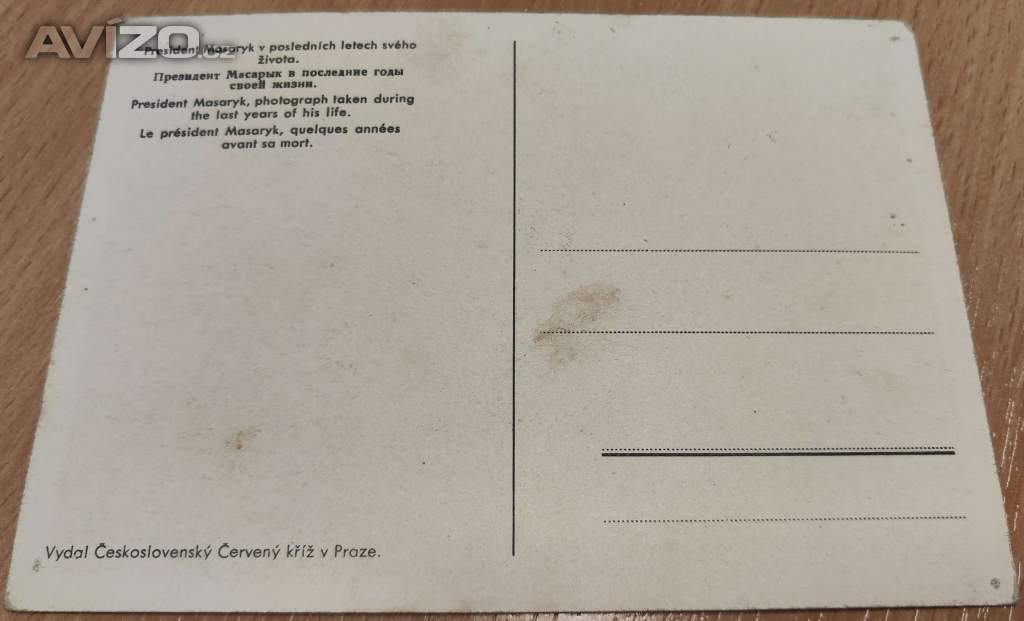 AVÍZO.cz
President Masaryk v posledních letech svého
života.
Президент Масарык в последние годы
своей жизни.
President Masaryk, photograph taken during
the last years of his life.
Le président Masaryk, quelques années
avant sa mort.
Vydal Československý Červený kříž v Praze.